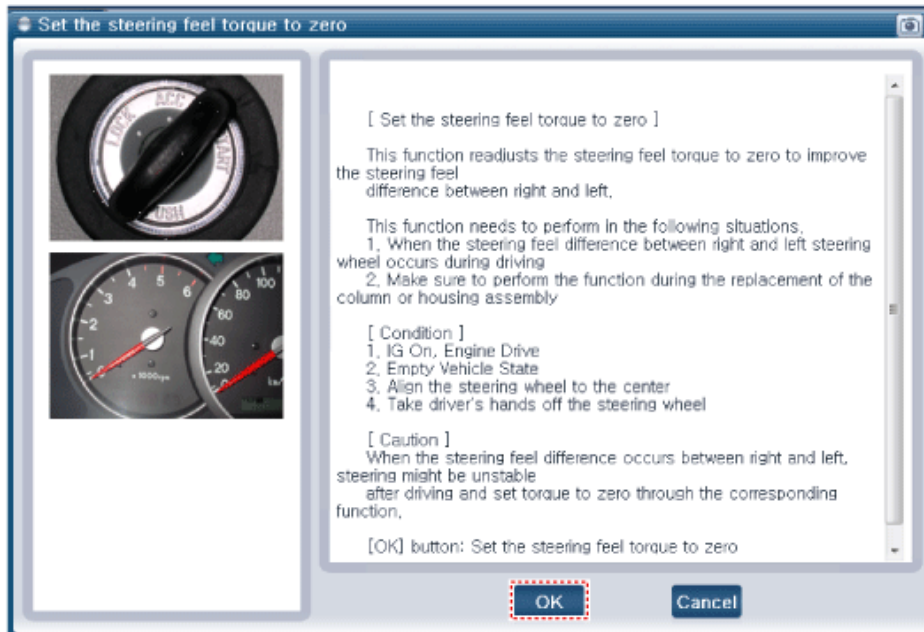 Set the steering feel torque to zero
LOCK
ACC
START
PUSH
[ Set the steering feel torque to zero ]
This function readjusts the steering feel torque to zero to improve
the steering feel
difference between right and left.
This function needs to perform in the following situations.
1. When the steering feel difference between right and left steering
wheel occurs during driving
2. Make sure to perform the function during the replacement of the
column or housing assembly
[ Condition ]
1. IG On, Engine Drive
2. Empty Vehicle State
3. Align the steering wheel to the center
4. Take driver's hands off the steering wheel
[ Caution ]
When the steering feel difference occurs between right and left,
steering might be unstable
after driving and set torque to zero through the corresponding
function.
[OK] button: Set the steering feel torque to zero
1 2 3 4 5 6
x1000rpm
20 40 60 80 100
km/
OK
Cancel